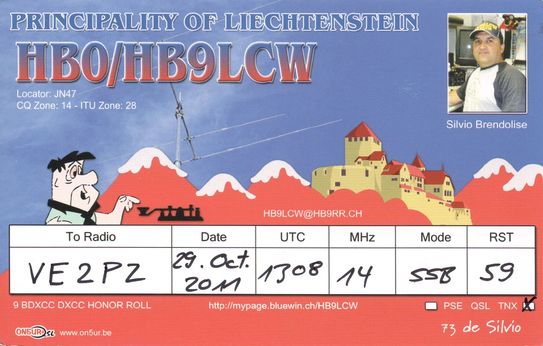 PRINCIPALITY OF LIECHTENSTEIN
HB0/HB9LCW
Locator: JN47
CQ Zone: 14 - ITU Zone: 28
Silvio Brendolise
HB9LCW@HB9RR.CH
To Radio Date UTC MHz Mode RST
VE2PZ 29. Oct. 2011 1308 14 SSB 59
9 BDXCC DXCC HONOR ROLL http://mypage.bluewin.ch/HB9LCW PSE QSL TNX
ON5UR QSL www.on5ur.be 73 de Silvio